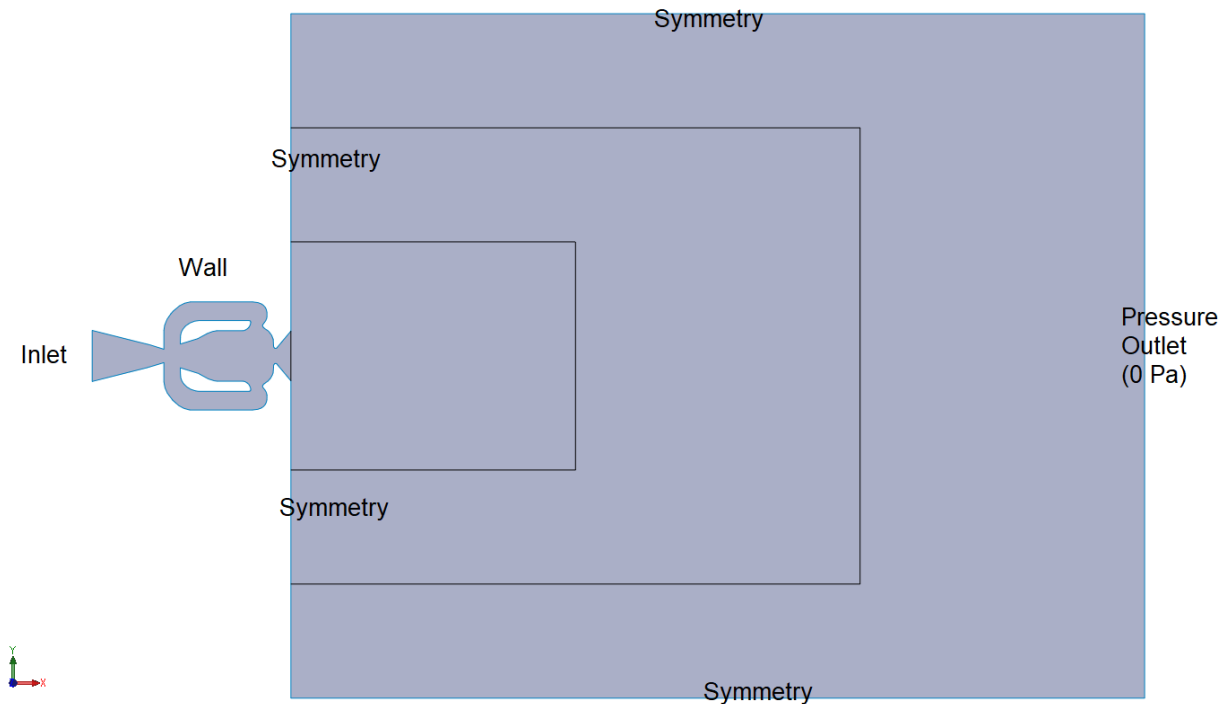 Symmetry
Symmetry
Wall
Inlet
Pressure
Outlet
(0 Pa)
Symmetry
Symmetry
Y
X